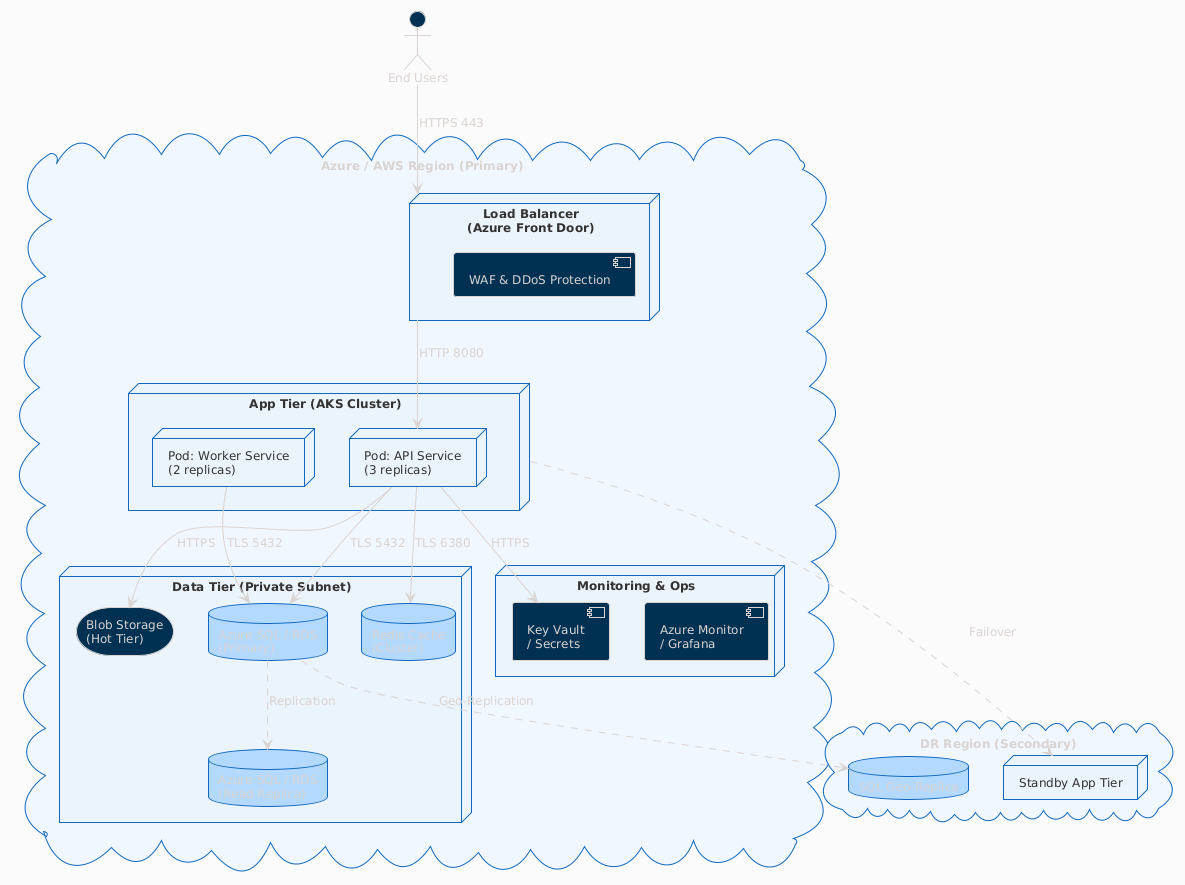 End Users
HTTPS 443
Azure / AWS Region (Primary)
Load Balancer
(Azure Front Door)
WAF & DDoS Protection
HTTP 8080
App Tier (AKS Cluster)
Pod: Worker Service
(2 replicas)
Pod: API Service
(3 replicas)
HTTPS
TLS 5432
TLS 5432
TLS 6380
HTTPS
Data Tier (Private Subnet)
Monitoring & Ops
Blob Storage
(Hot Tier)
Key Vault
/ Secrets
Azure Monitor
/ Grafana
Failover
Replication
Geo-Replication
DR Region (Secondary)
Standby App Tier